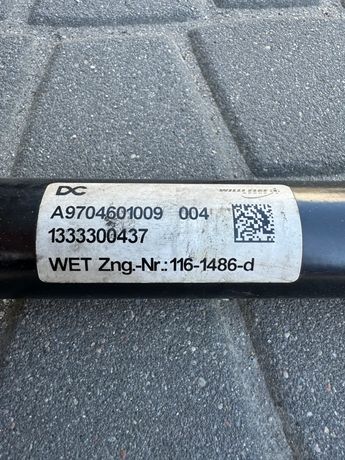 DC
A9704601009 004
1333300437
WET Zng.-Nr.:116-1486-d